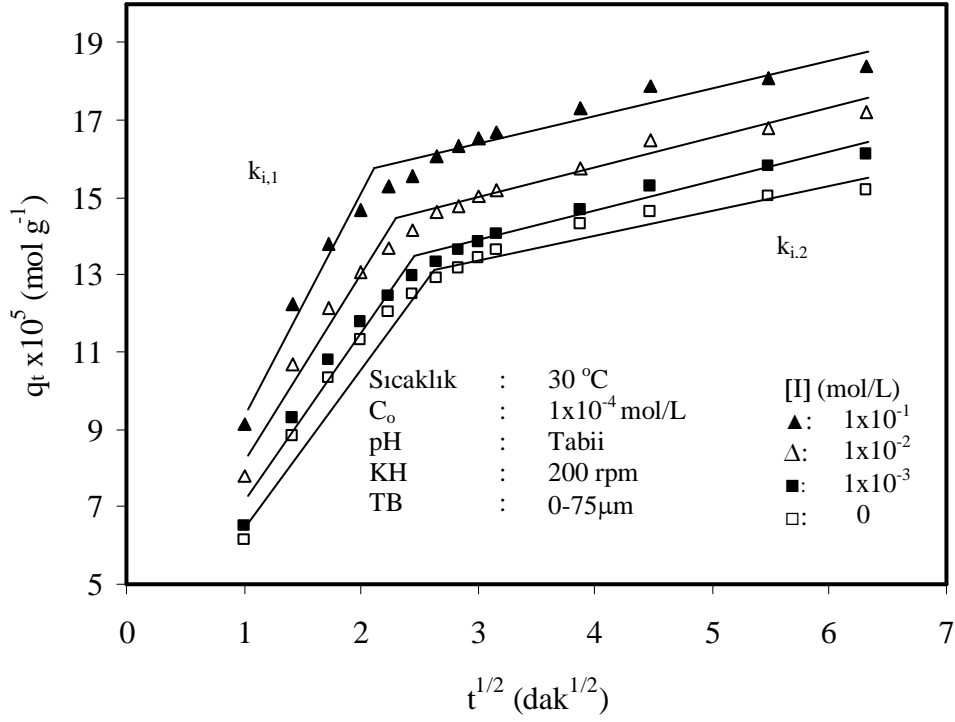 19
17
15
13
11
9
7
5
qt x10^5 (mol g^-1)
k_i,1
k_i.2
Sıcaklık : 30 °C
C_o : 1x10^-4 mol/L
pH : Tabii
KH : 200 rpm
TB : 0-75µm
[I] (mol/L)
▲: 1x10^-1
△: 1x10^-2
■: 1x10^-3
□: 0
0 1 2 3 4 5 6 7
t^1/2 (dak^1/2)